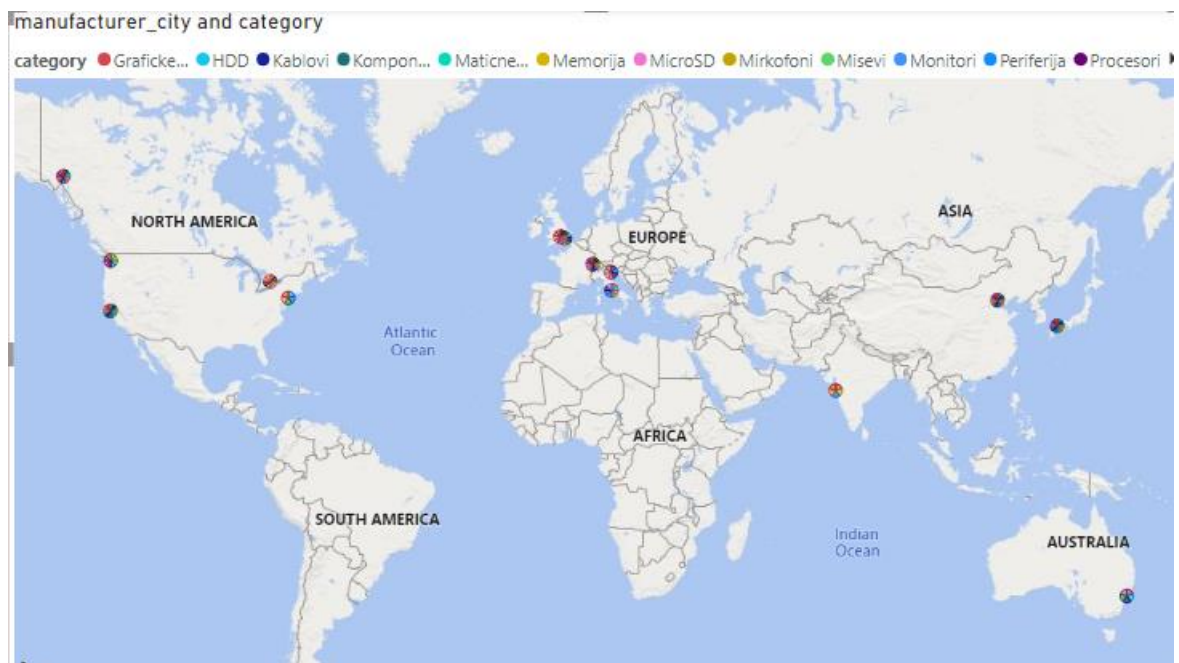 manufacturer_city and category
category Graficke... HDD Kablovi Kompon... Maticne... Memorija MicroSD Mirkofoni Misevi Monitori Periferija Procesori
NORTH AMERICA
EUROPE
ASIA
Atlantic
Ocean
AFRICA
SOUTH AMERICA
Indian
Ocean
AUSTRALIA